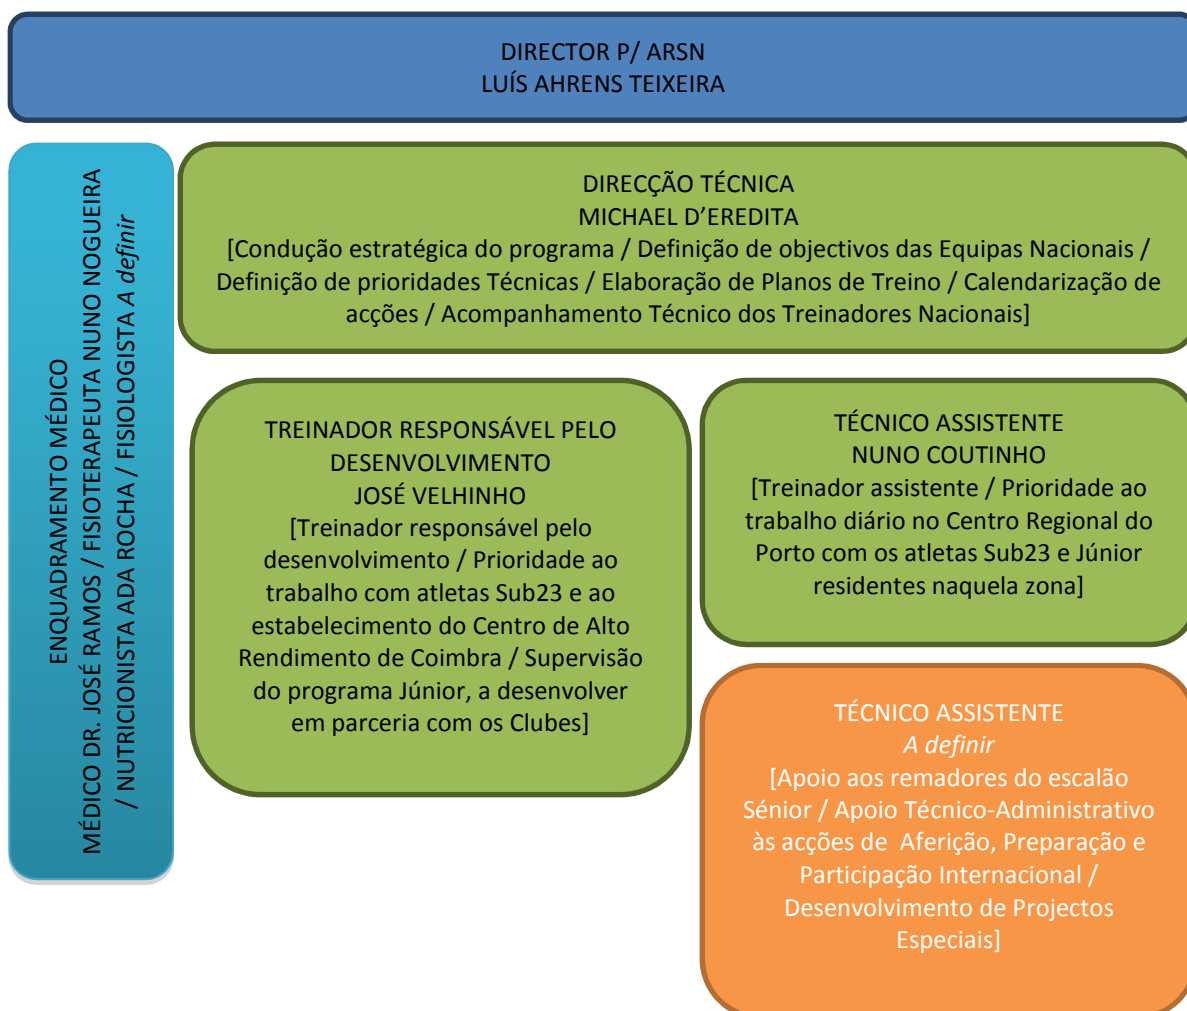 DIRECTOR P/ ARSN
LUÍS AHRENS TEIXEIRA
ENQUADRAMENTO MÉDICO
MÉDICO DR. JOSÉ RAMOS / FISIOTERAPEUTA NUNO NOGUEIRA
/ NUTRICIONISTA ADA ROCHA / FISIOLOGISTA A definir
DIRECÇÃO TÉCNICA
MICHAEL D’EREDITA
[Condução estratégica do programa / Definição de objectivos das Equipas Nacionais /
Definição de prioridades Técnicas / Elaboração de Planos de Treino / Calendarização de
acções / Acompanhamento Técnico dos Treinadores Nacionais]
TREINADOR RESPONSÁVEL PELO
DESENVOLVIMENTO
JOSÉ VELHINHO
[Treinador responsável pelo
desenvolvimento / Prioridade ao
trabalho com atletas Sub23 e ao
estabelecimento do Centro de Alto
Rendimento de Coimbra / Supervisão
do programa Júnior, a desenvolver
em parceria com os Clubes]
TÉCNICO ASSISTENTE
NUNO COUTINHO
[Treinador assistente / Prioridade ao
trabalho diário no Centro Regional do
Porto com os atletas Sub23 e Júnior
residentes naquela zona]
TÉCNICO ASSISTENTE
A definir
[Apoio aos remadores do escalão
Sénior / Apoio Técnico-Administrativo
às acções de Aferição, Preparação e
Participação Internacional /
Desenvolvimento de Projectos
Especiais]